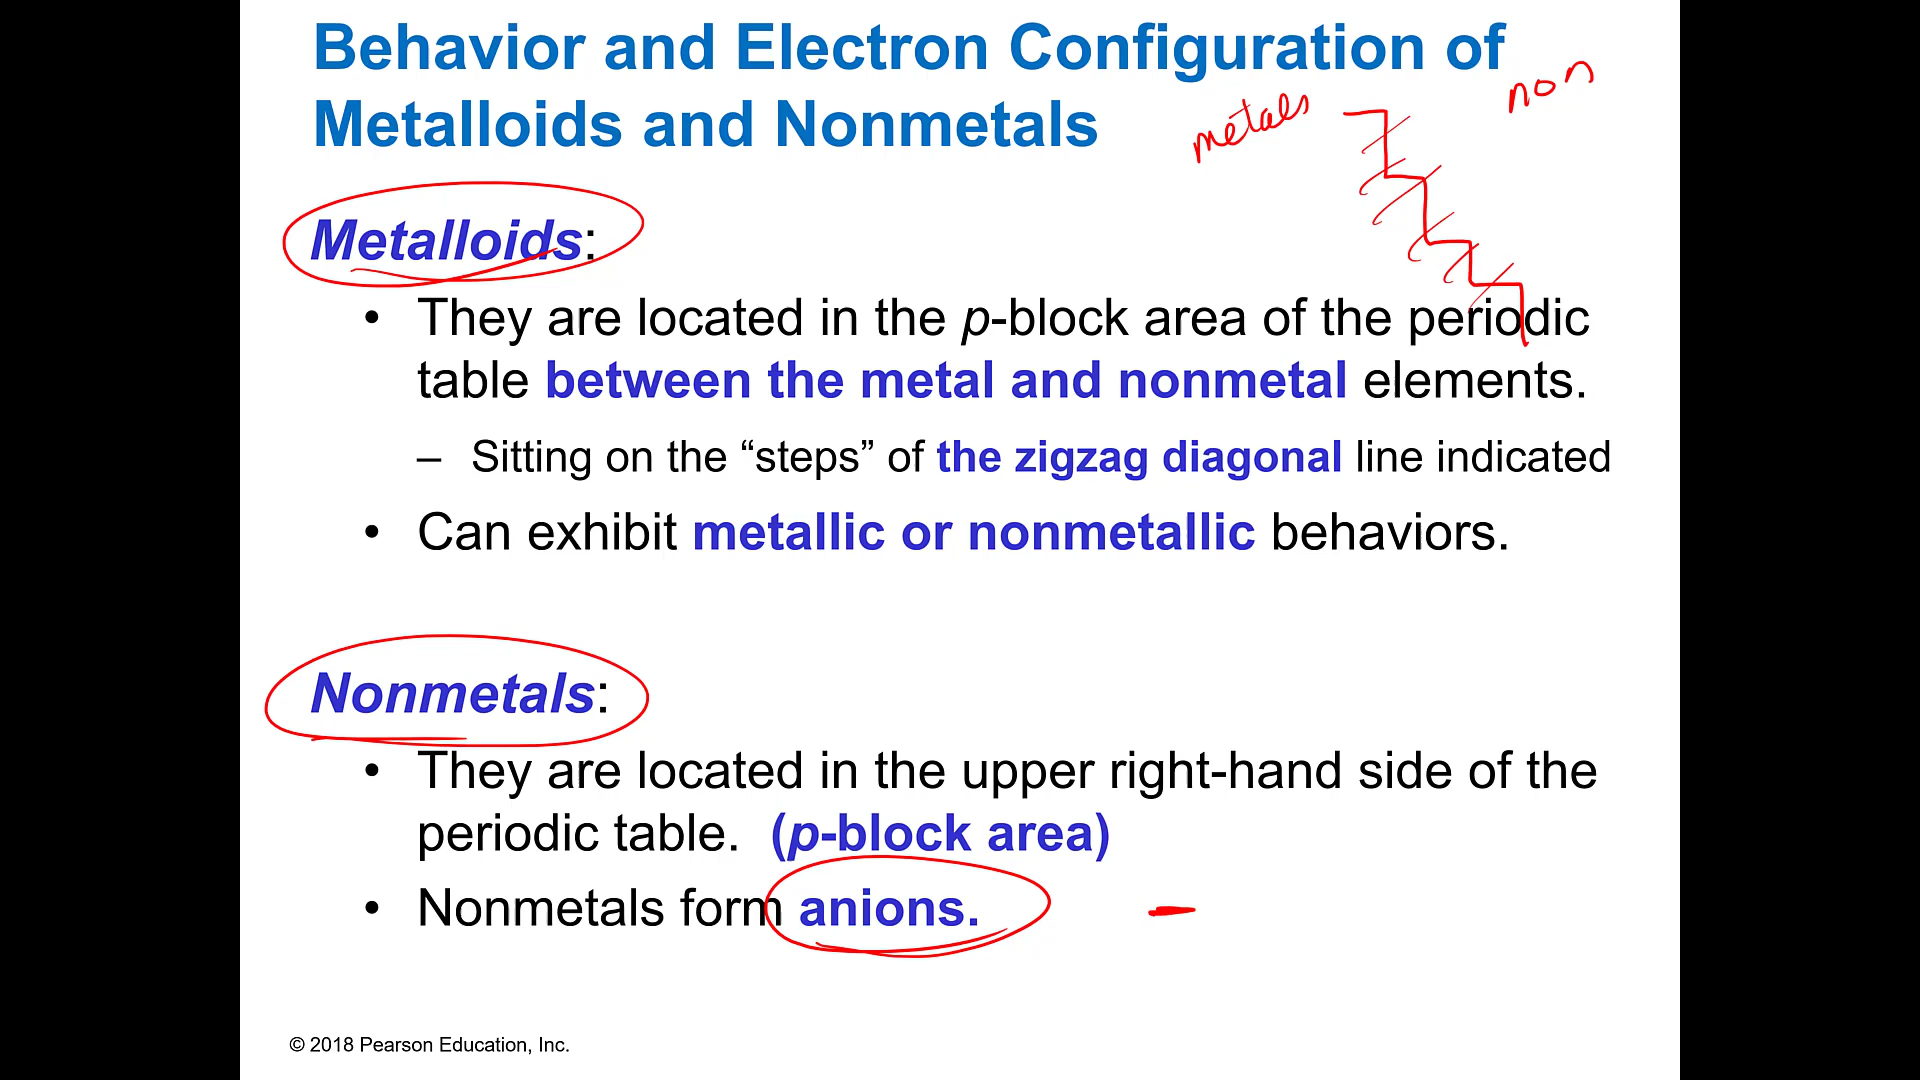 Behavior and Electron Configuration of
Metalloids and Nonmetals
metals
non
Metalloids:
• They are located in the p-block area of the periodic
table between the metal and nonmetal elements.
– Sitting on the “steps” of the zigzag diagonal line indicated
• Can exhibit metallic or nonmetallic behaviors.
Nonmetals:
• They are located in the upper right-hand side of the
periodic table. (p-block area)
• Nonmetals form anions. –
© 2018 Pearson Education, Inc.